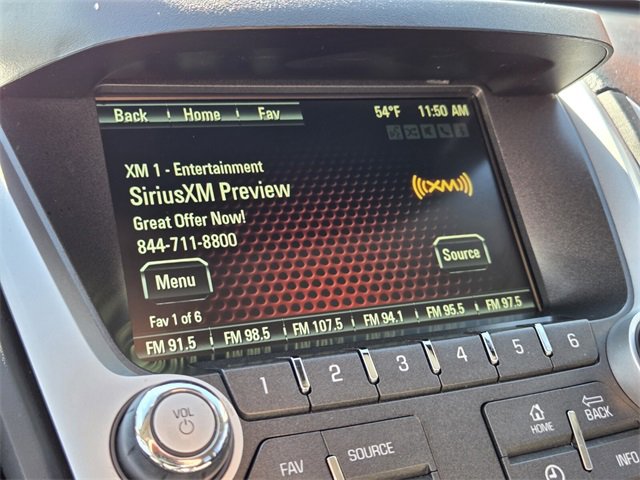 Back Home Fav 54°F 11:50 AM
XM 1 - Entertainment
SiriusXM Preview
Great Offer Now!
844-711-8800
((XM))
Menu
Source
Fav 1 of 6
FM 91.5 FM 98.5 FM 107.5 FM 94.1 FM 95.5 FM 97.5
1 2 3 4 5 6
VOL
FAV
SOURCE
HOME
BACK
INFO